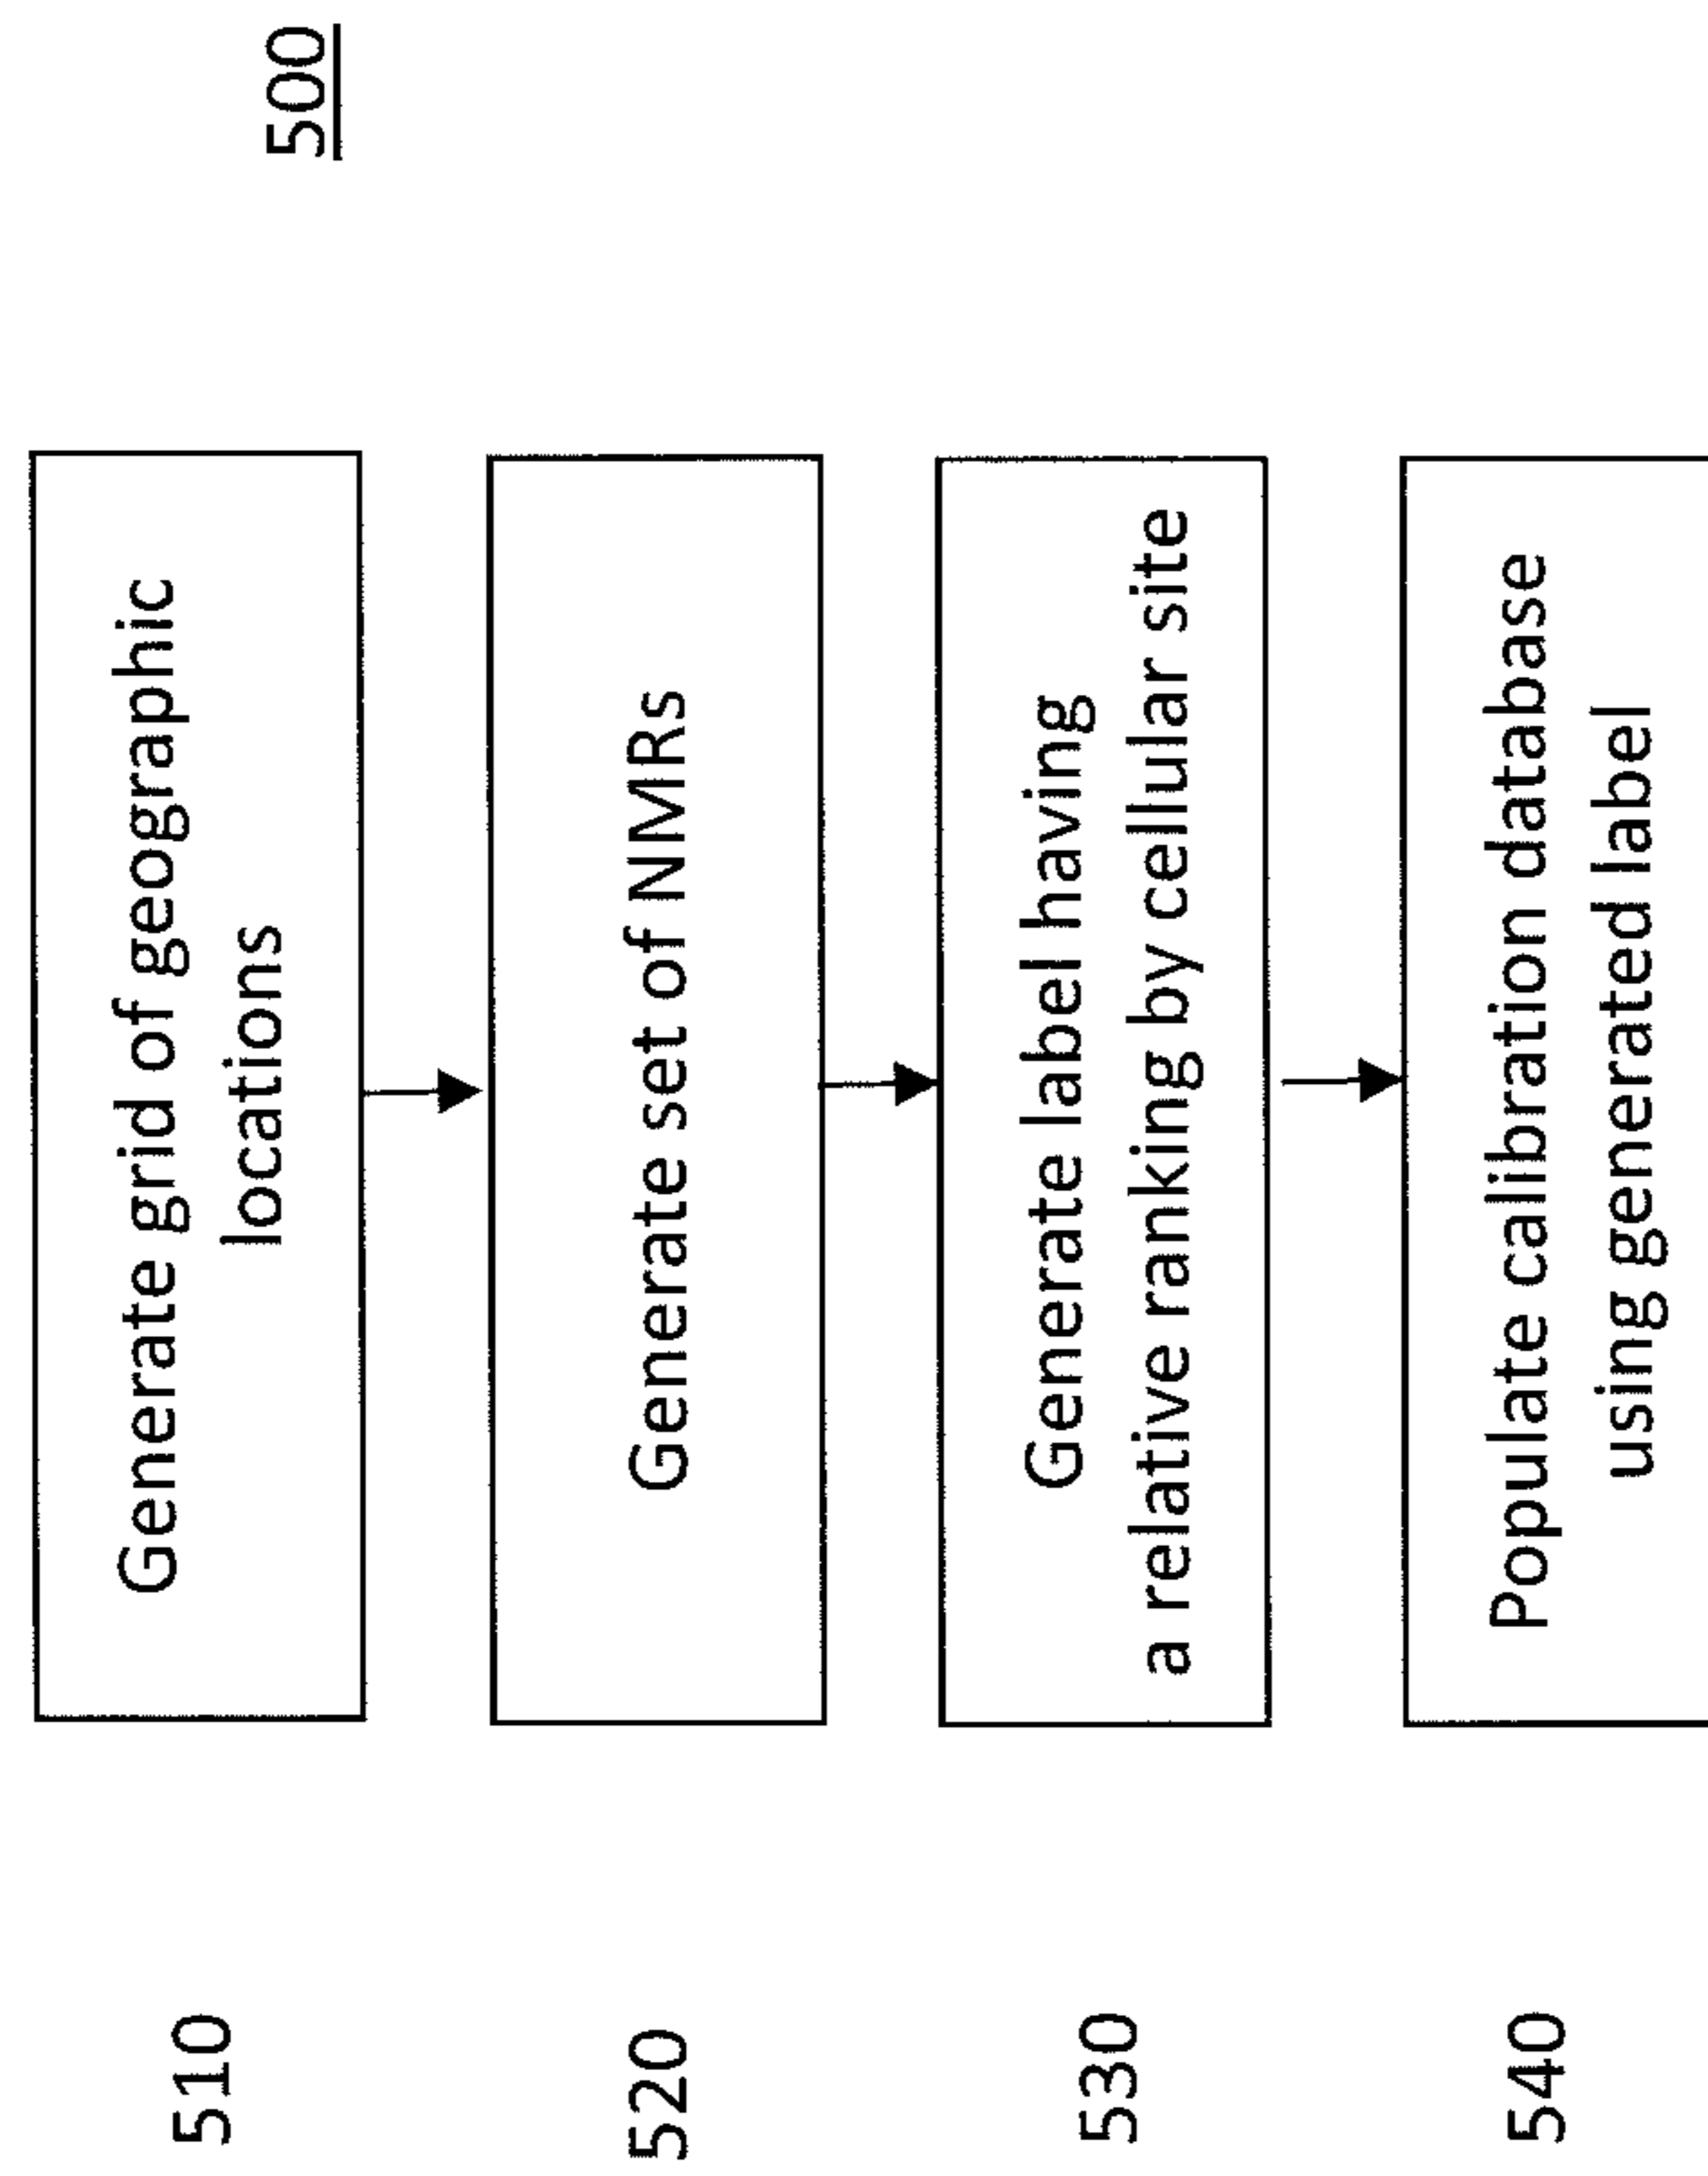 500
510
Generate grid of geographic
locations
520
Generate set of NMRs
530
Generate label having
a relative ranking by cellular site
540
Populate calibration database
using generated label